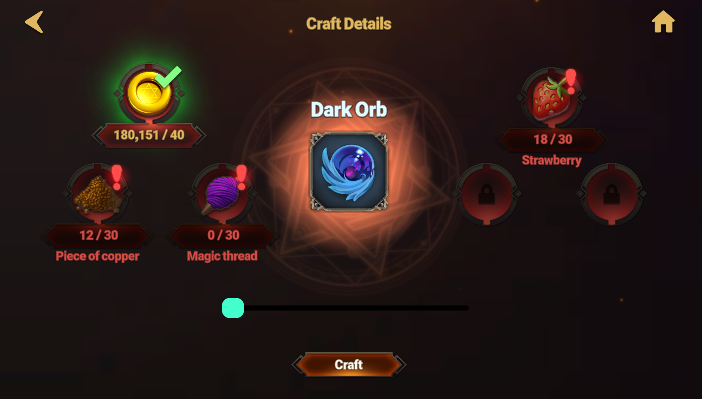 Craft Details
180,151 / 40
Dark Orb
18 / 30
Strawberry
12 / 30
Piece of copper
0 / 30
Magic thread
Craft